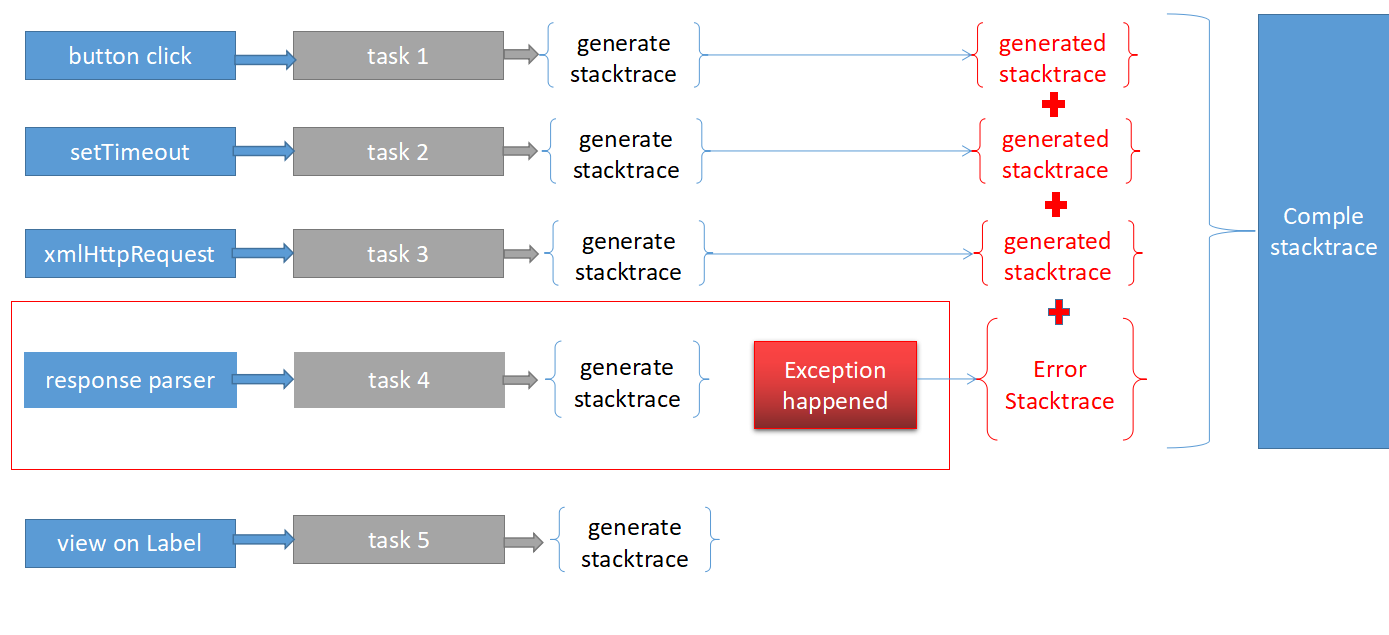 button click
task 1
generate
stacktrace
generated
stacktrace
setTimeout
task 2
generate
stacktrace
generated
stacktrace
xmlHttpRequest
task 3
generate
stacktrace
generated
stacktrace
Comple
stacktrace
response parser
task 4
generate
stacktrace
Exception
happened
Error
Stacktrace
view on Label
task 5
generate
stacktrace